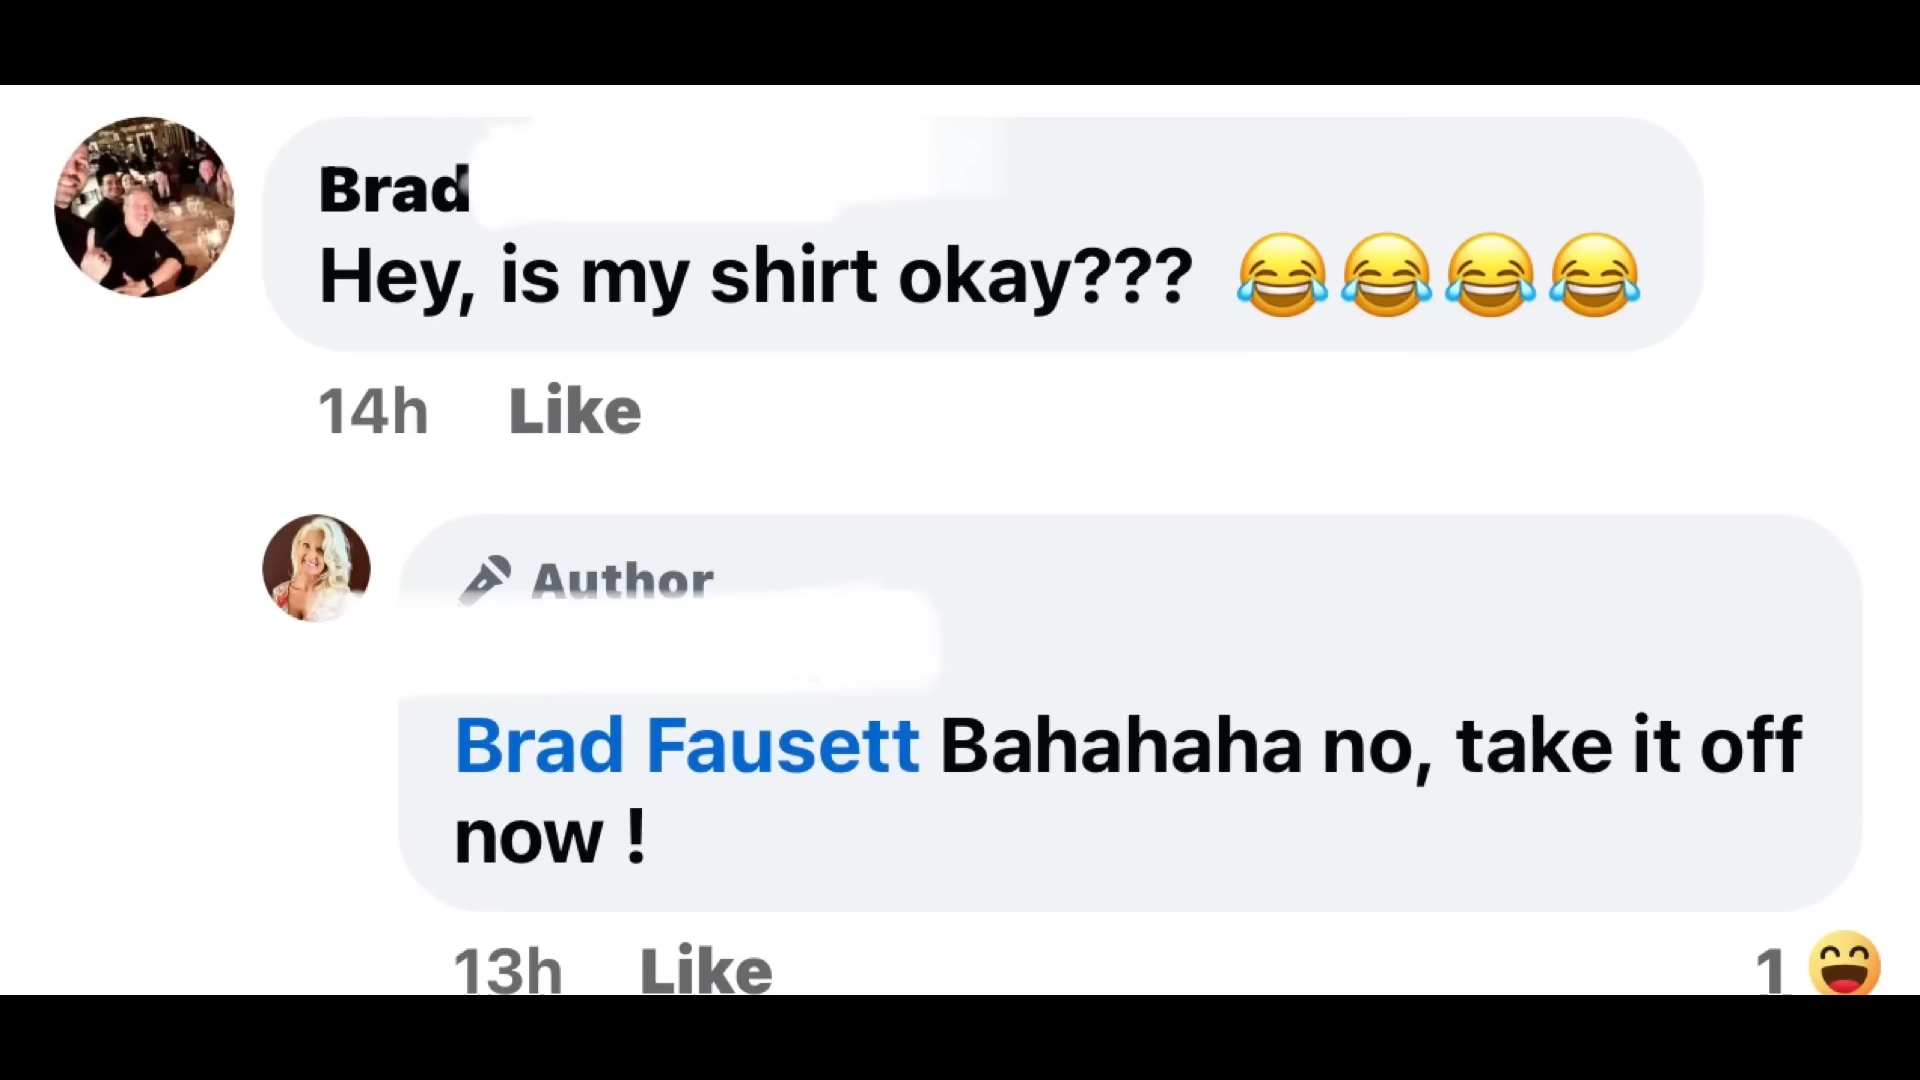 Brad
Hey, is my shirt okay??? 😂😂😂😂
14h Like
Author
Brad Fausett Bahahaha no, take it off
now !
13h Like 1